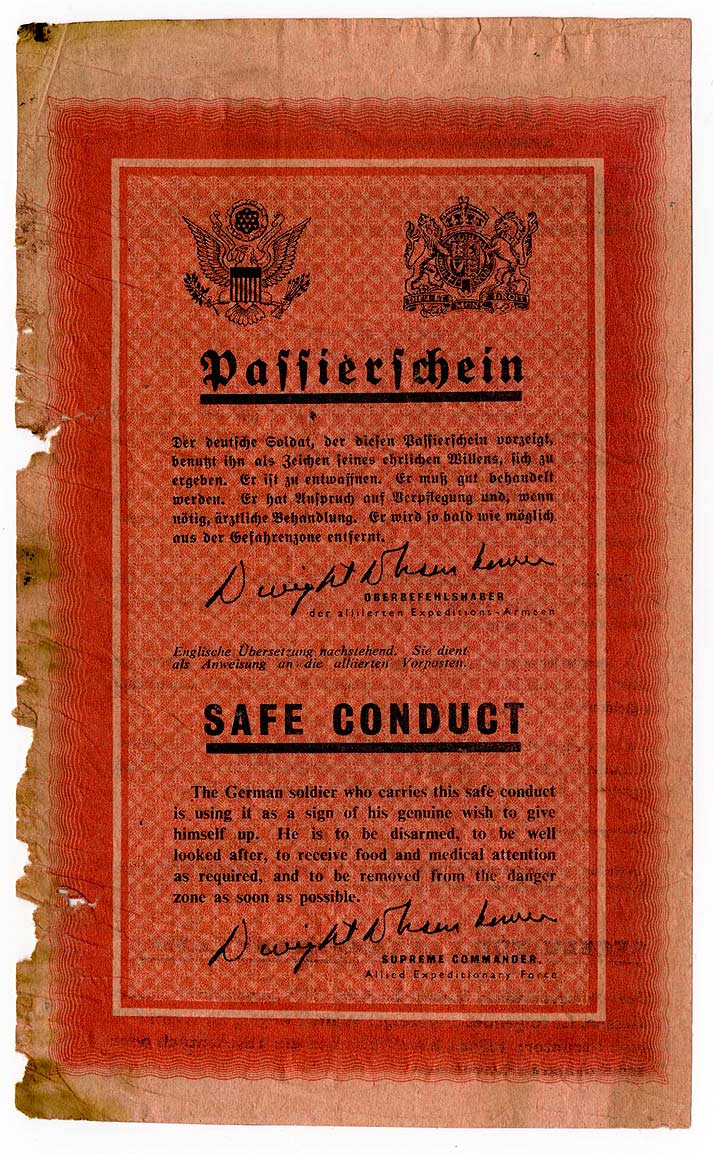 DIEU ET MON DROIT
Passierschein
Der deutsche Soldat, der diesen Passierschein vorzeigt,
benutzt ihn als Zeichen seines ehrlichen Willens, sich zu
ergeben. Er ist zu entwaffnen. Er muß gut behandelt
werden. Er hat Anspruch auf Verpflegung und, wenn
nötig, ärztliche Behandlung. Er wird so bald wie möglich
aus der Gefahrenzone entfernt.
Dwight D Eisenhower
OBERBEFEHLSHABER
der alliierten Expeditions-Armeen
Englische Übersetzung nachstehend. Sie dient
als Anweisung an die alliierten Vorposten.
SAFE CONDUCT
The German soldier who carries this safe conduct
is using it as a sign of his genuine wish to give
himself up. He is to be disarmed, to be well
looked after, to receive food and medical attention
as required, and to be removed from the danger
zone as soon as possible.
Dwight D Eisenhower
SUPREME COMMANDER,
Allied Expeditionary Force